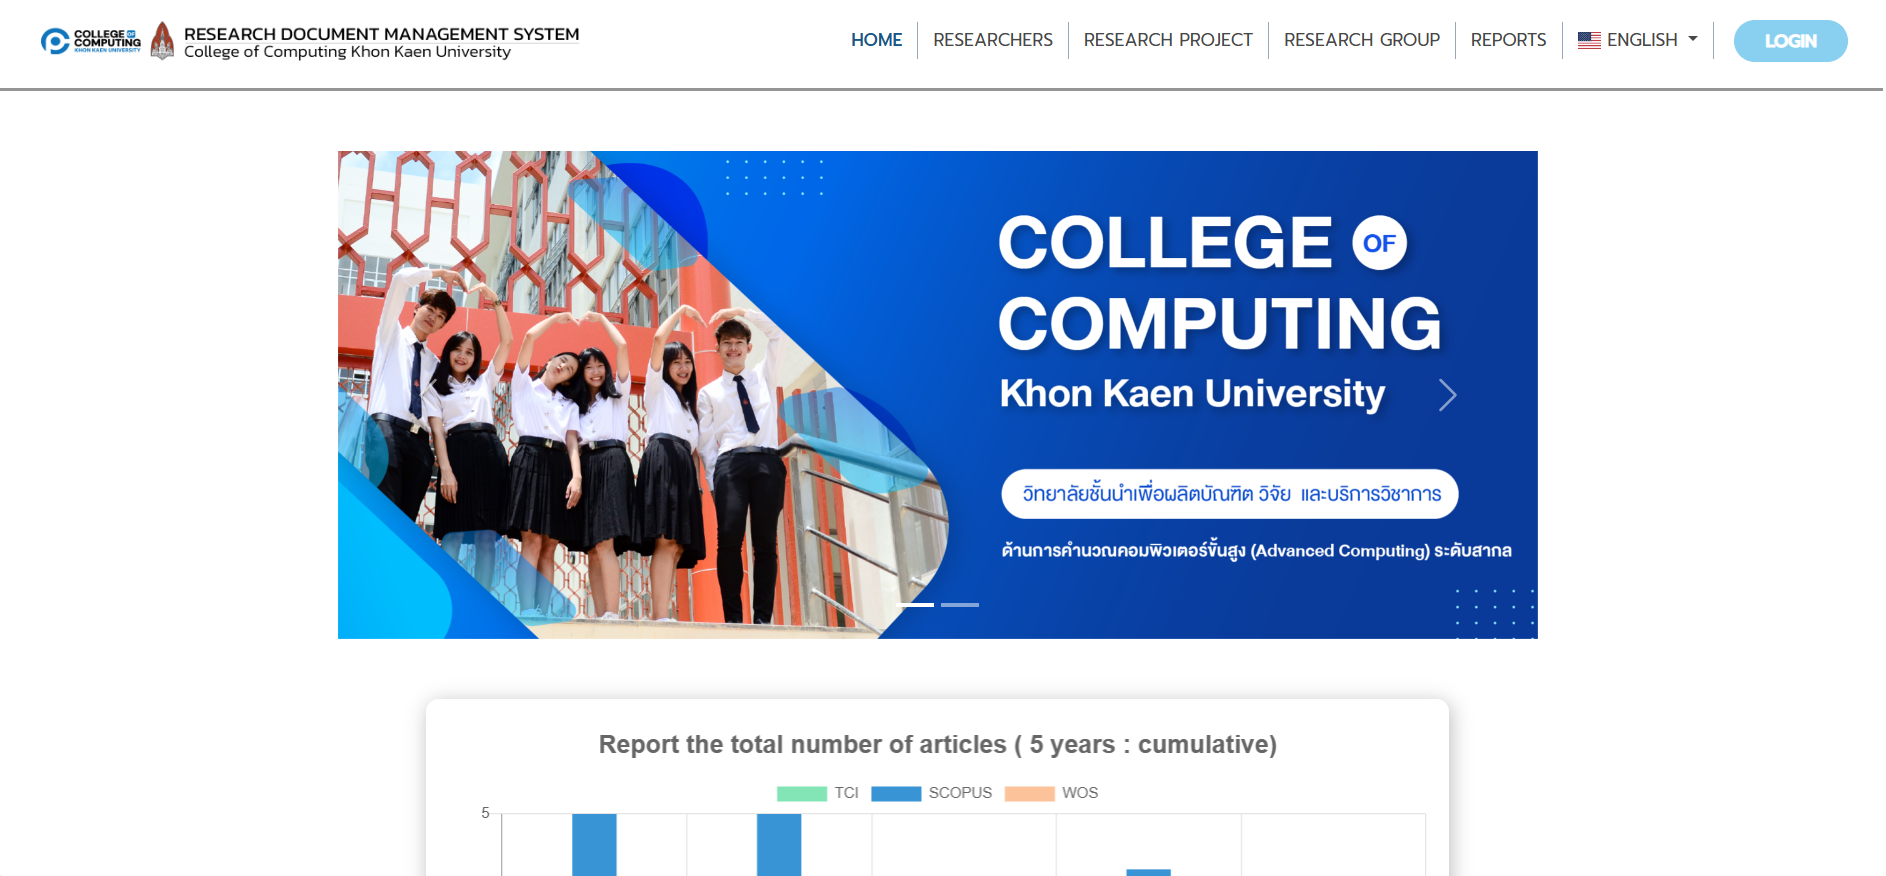 COLLEGE OF
COMPUTING
KHON KAEN UNIVERSITY
RESEARCH DOCUMENT MANAGEMENT SYSTEM
College of Computing Khon Kaen University
HOME
RESEARCHERS
RESEARCH PROJECT
RESEARCH GROUP
REPORTS
ENGLISH
LOGIN
COLLEGE OF
COMPUTING
Khon Kaen University
วิทยาลัยชั้นนำเพื่อผลิตบัณฑิต วิจัย และบริการวิชาการ
ด้านการคำนวณคอมพิวเตอร์ขั้นสูง (Advanced Computing) ระดับสากล
Report the total number of articles ( 5 years : cumulative)
TCI SCOPUS WOS
5